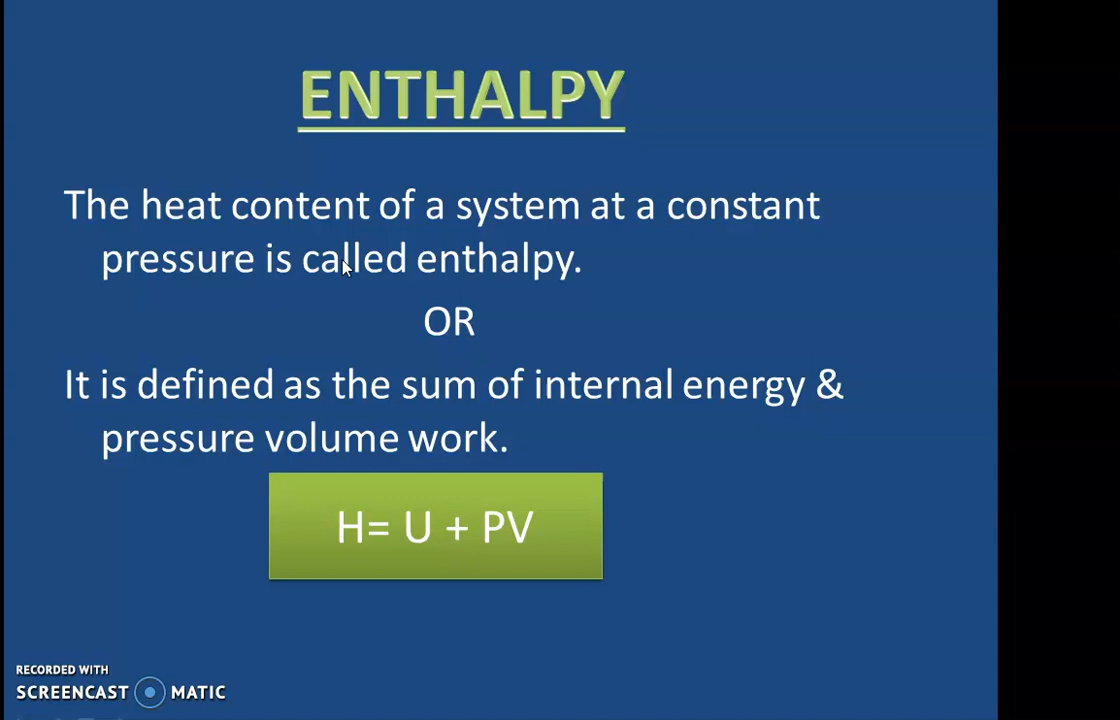 ENTHALPY
The heat content of a system at a constant
pressure is called enthalpy.
OR
It is defined as the sum of internal energy &
pressure volume work.
H= U + PV
RECORDED WITH
SCREENCAST MATIC